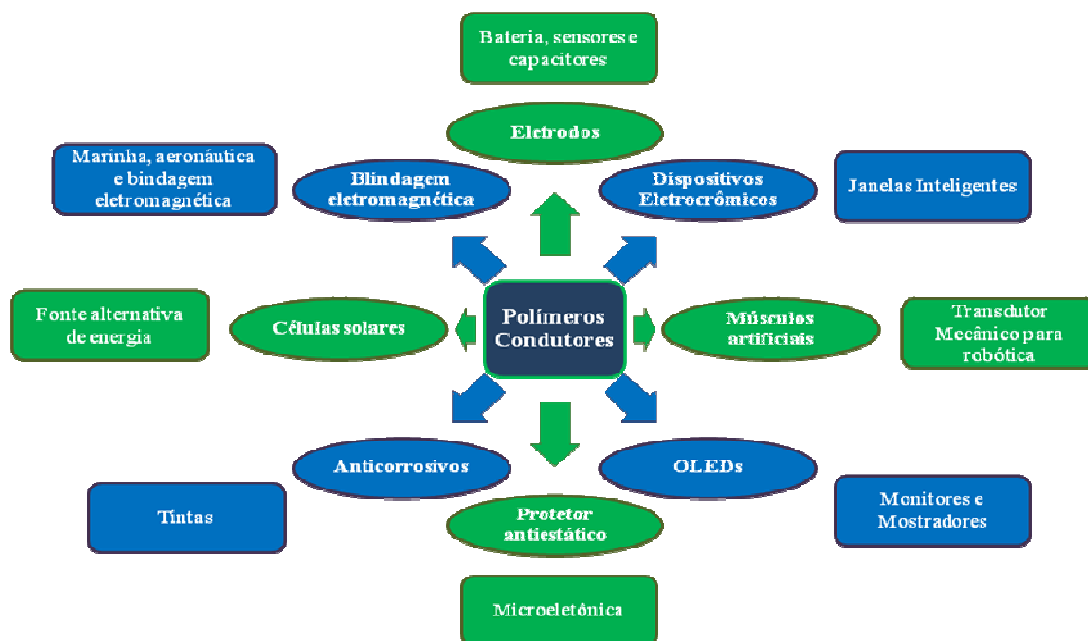 Bateria, sensores e
capacitores
Eletrodos
Marinha, aeronáutica
e bindagem
eletromagnética
Blindagem
eletromagnética
Dispositivos
Eletrocrômicos
Janelas Inteligentes
Fonte alternativa
de energia
Células solares
Polímeros
Condutores
Músculos
artificiais
Transdutor
Mecânico para
robótica
Anticorrosivos
OLEDs
Tintas
Protetor
antiestático
Monitores e
Mostradores
Microeletônica